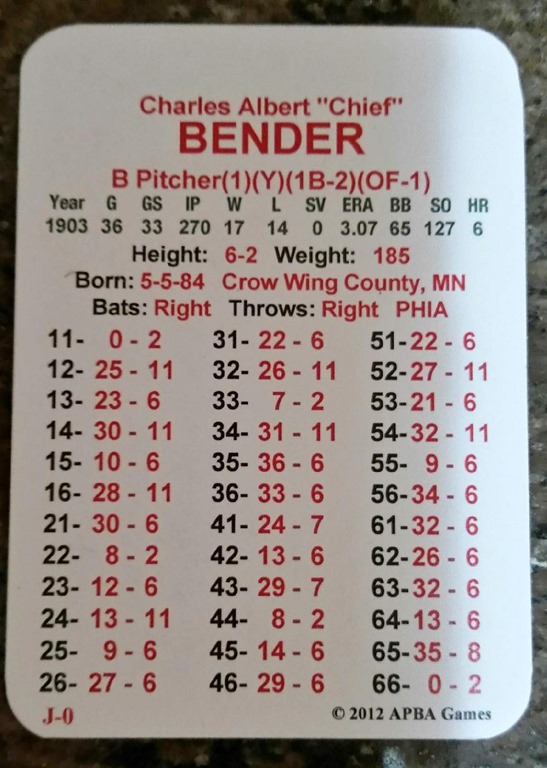 Charles Albert "Chief"
BENDER
B Pitcher(1)(Y)(1B-2)(OF-1)
Year G GS IP W L SV ERA BB SO HR
1903 36 33 270 17 14 0 3.07 65 127 6
Height: 6-2 Weight: 185
Born: 5-5-84 Crow Wing County, MN
Bats: Right Throws: Right PHIA
11- 0 - 2 31- 22 - 6 51- 22 - 6
12- 25 - 11 32- 26 - 11 52- 27 - 11
13- 23 - 6 33- 7 - 2 53- 21 - 6
14- 30 - 11 34- 31 - 11 54- 32 - 11
15- 10 - 6 35- 36 - 6 55- 9 - 6
16- 28 - 11 36- 33 - 6 56- 34 - 6
21- 30 - 6 41- 24 - 7 61- 32 - 6
22- 8 - 2 42- 13 - 6 62- 26 - 6
23- 12 - 6 43- 29 - 7 63- 32 - 6
24- 13 - 11 44- 8 - 2 64- 13 - 6
25- 9 - 6 45- 14 - 6 65- 35 - 8
26- 27 - 6 46- 29 - 6 66- 0 - 2
J-0 © 2012 APBA Games